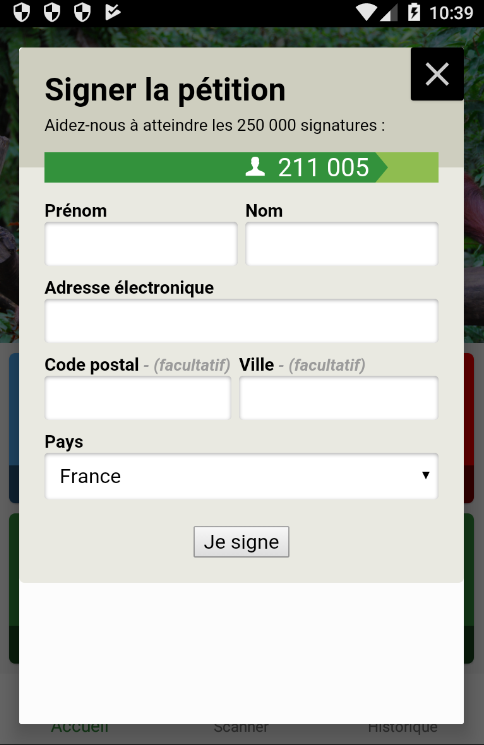 10:39
Signer la pétition
Aidez-nous à atteindre les 250 000 signatures :
211 005
Prénom Nom
Adresse électronique
Code postal - (facultatif) Ville - (facultatif)
Pays
France
Je signe
Accueil Scanner Historique